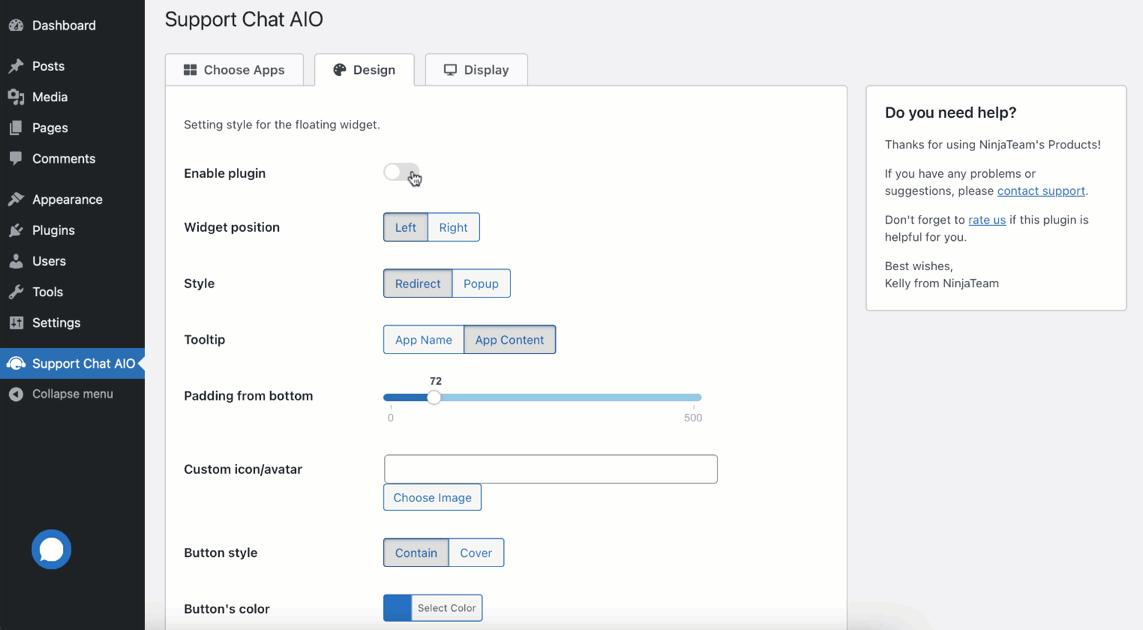 Dashboard
Posts
Media
Pages
Comments
Appearance
Plugins
Users
Tools
Settings
Support Chat AIO
Collapse menu
Support Chat AIO
Choose Apps
Design
Display
Setting style for the floating widget.
Enable plugin
Widget position
Left
Right
Style
Redirect
Popup
Tooltip
App Name
App Content
Padding from bottom
72
0
500
Custom icon/avatar
Choose Image
Button style
Contain
Cover
Button's color
Select Color
Do you need help?
Thanks for using NinjaTeam's Products!
If you have any problems or
suggestions, please contact support.
Don't forget to rate us if this plugin is
helpful for you.
Best wishes,
Kelly from NinjaTeam